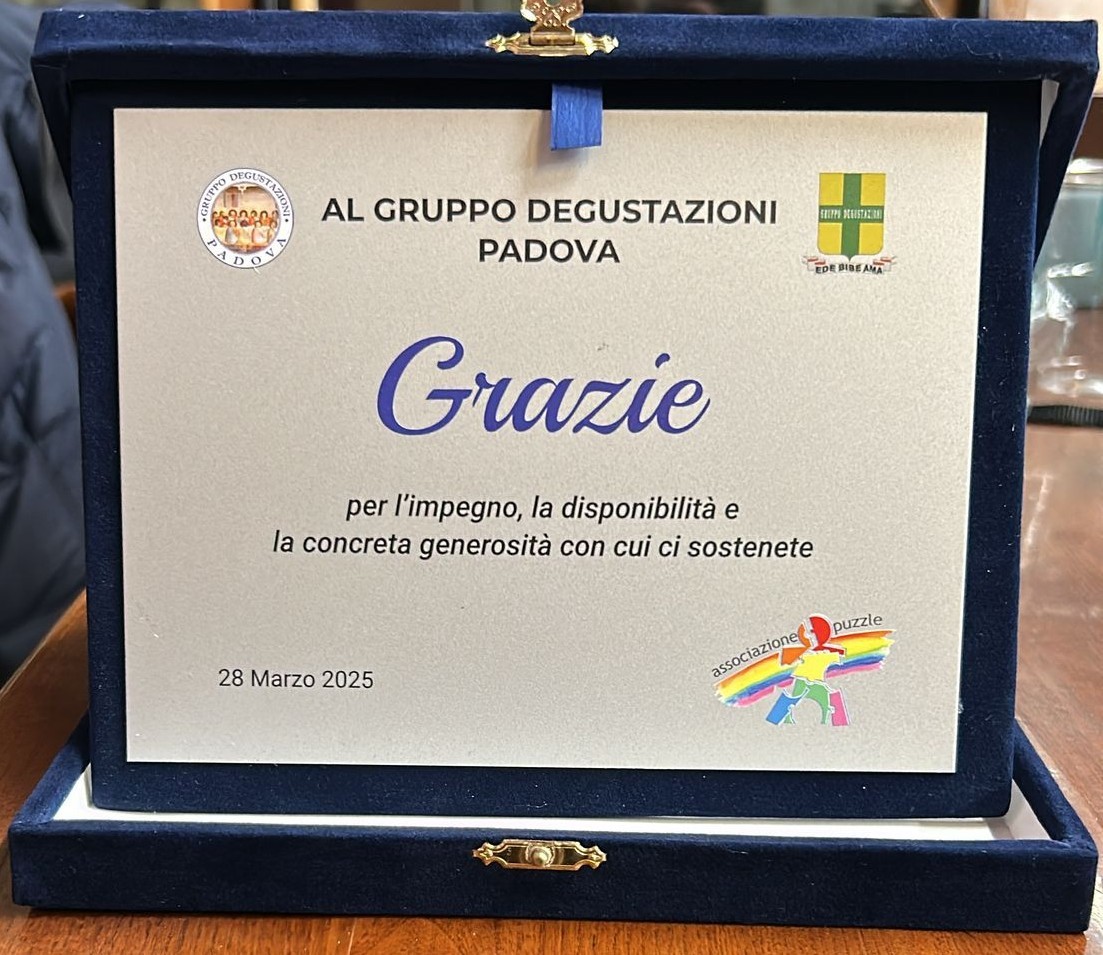 GRUPPO DEGUSTAZIONI
PADOVA
AL GRUPPO DEGUSTAZIONI
PADOVA
GRUPPO DEGUSTAZIONI
EDE BIBE AMA
Grazie
per l'impegno, la disponibilità e
la concreta generosità con cui ci sostenete
28 Marzo 2025
associazione puzzle